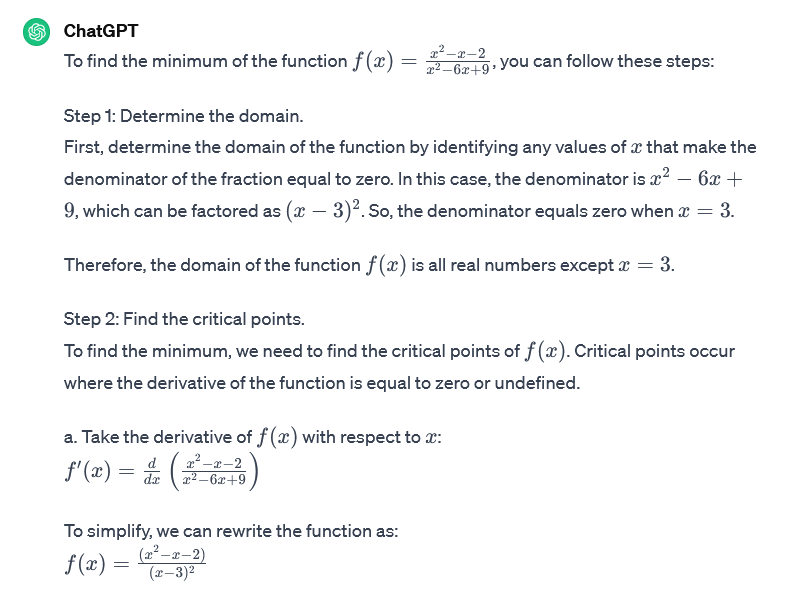 ChatGPT
To find the minimum of the function f(x) = \frac{x^2-x-2}{x^2-6x+9}, you can follow these steps:
Step 1: Determine the domain.
First, determine the domain of the function by identifying any values of x that make the
denominator of the fraction equal to zero. In this case, the denominator is x^2 − 6x +
9, which can be factored as (x − 3)^2. So, the denominator equals zero when x = 3.
Therefore, the domain of the function f(x) is all real numbers except x = 3.
Step 2: Find the critical points.
To find the minimum, we need to find the critical points of f(x). Critical points occur
where the derivative of the function is equal to zero or undefined.
a. Take the derivative of f(x) with respect to x:
f'(x) = \frac{d}{dx} \left( \frac{x^2-x-2}{x^2-6x+9} \right)
To simplify, we can rewrite the function as:
f(x) = \frac{(x^2-x-2)}{(x-3)^2}